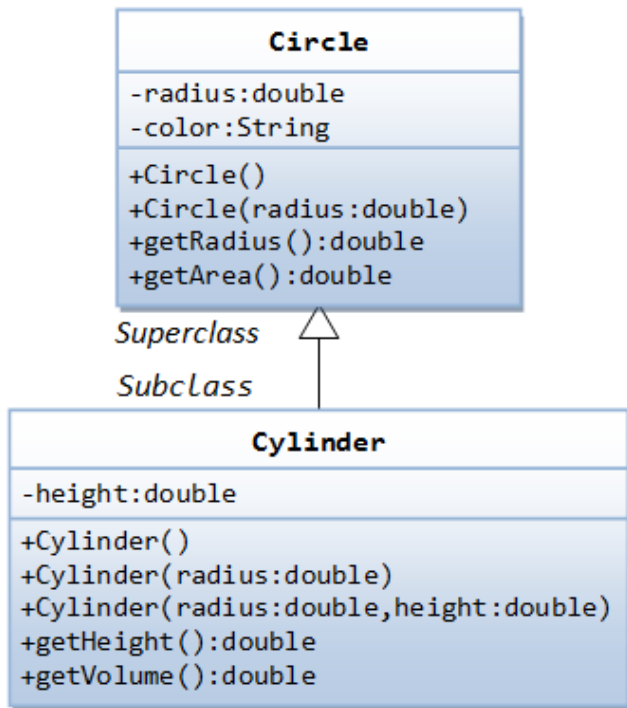 Circle
-radius:double
-color:String
+Circle()
+Circle(radius:double)
+getRadius():double
+getArea():double
Superclass
Subclass
Cylinder
-height:double
+Cylinder()
+Cylinder(radius:double)
+Cylinder(radius:double,height:double)
+getHeight():double
+getVolume():double